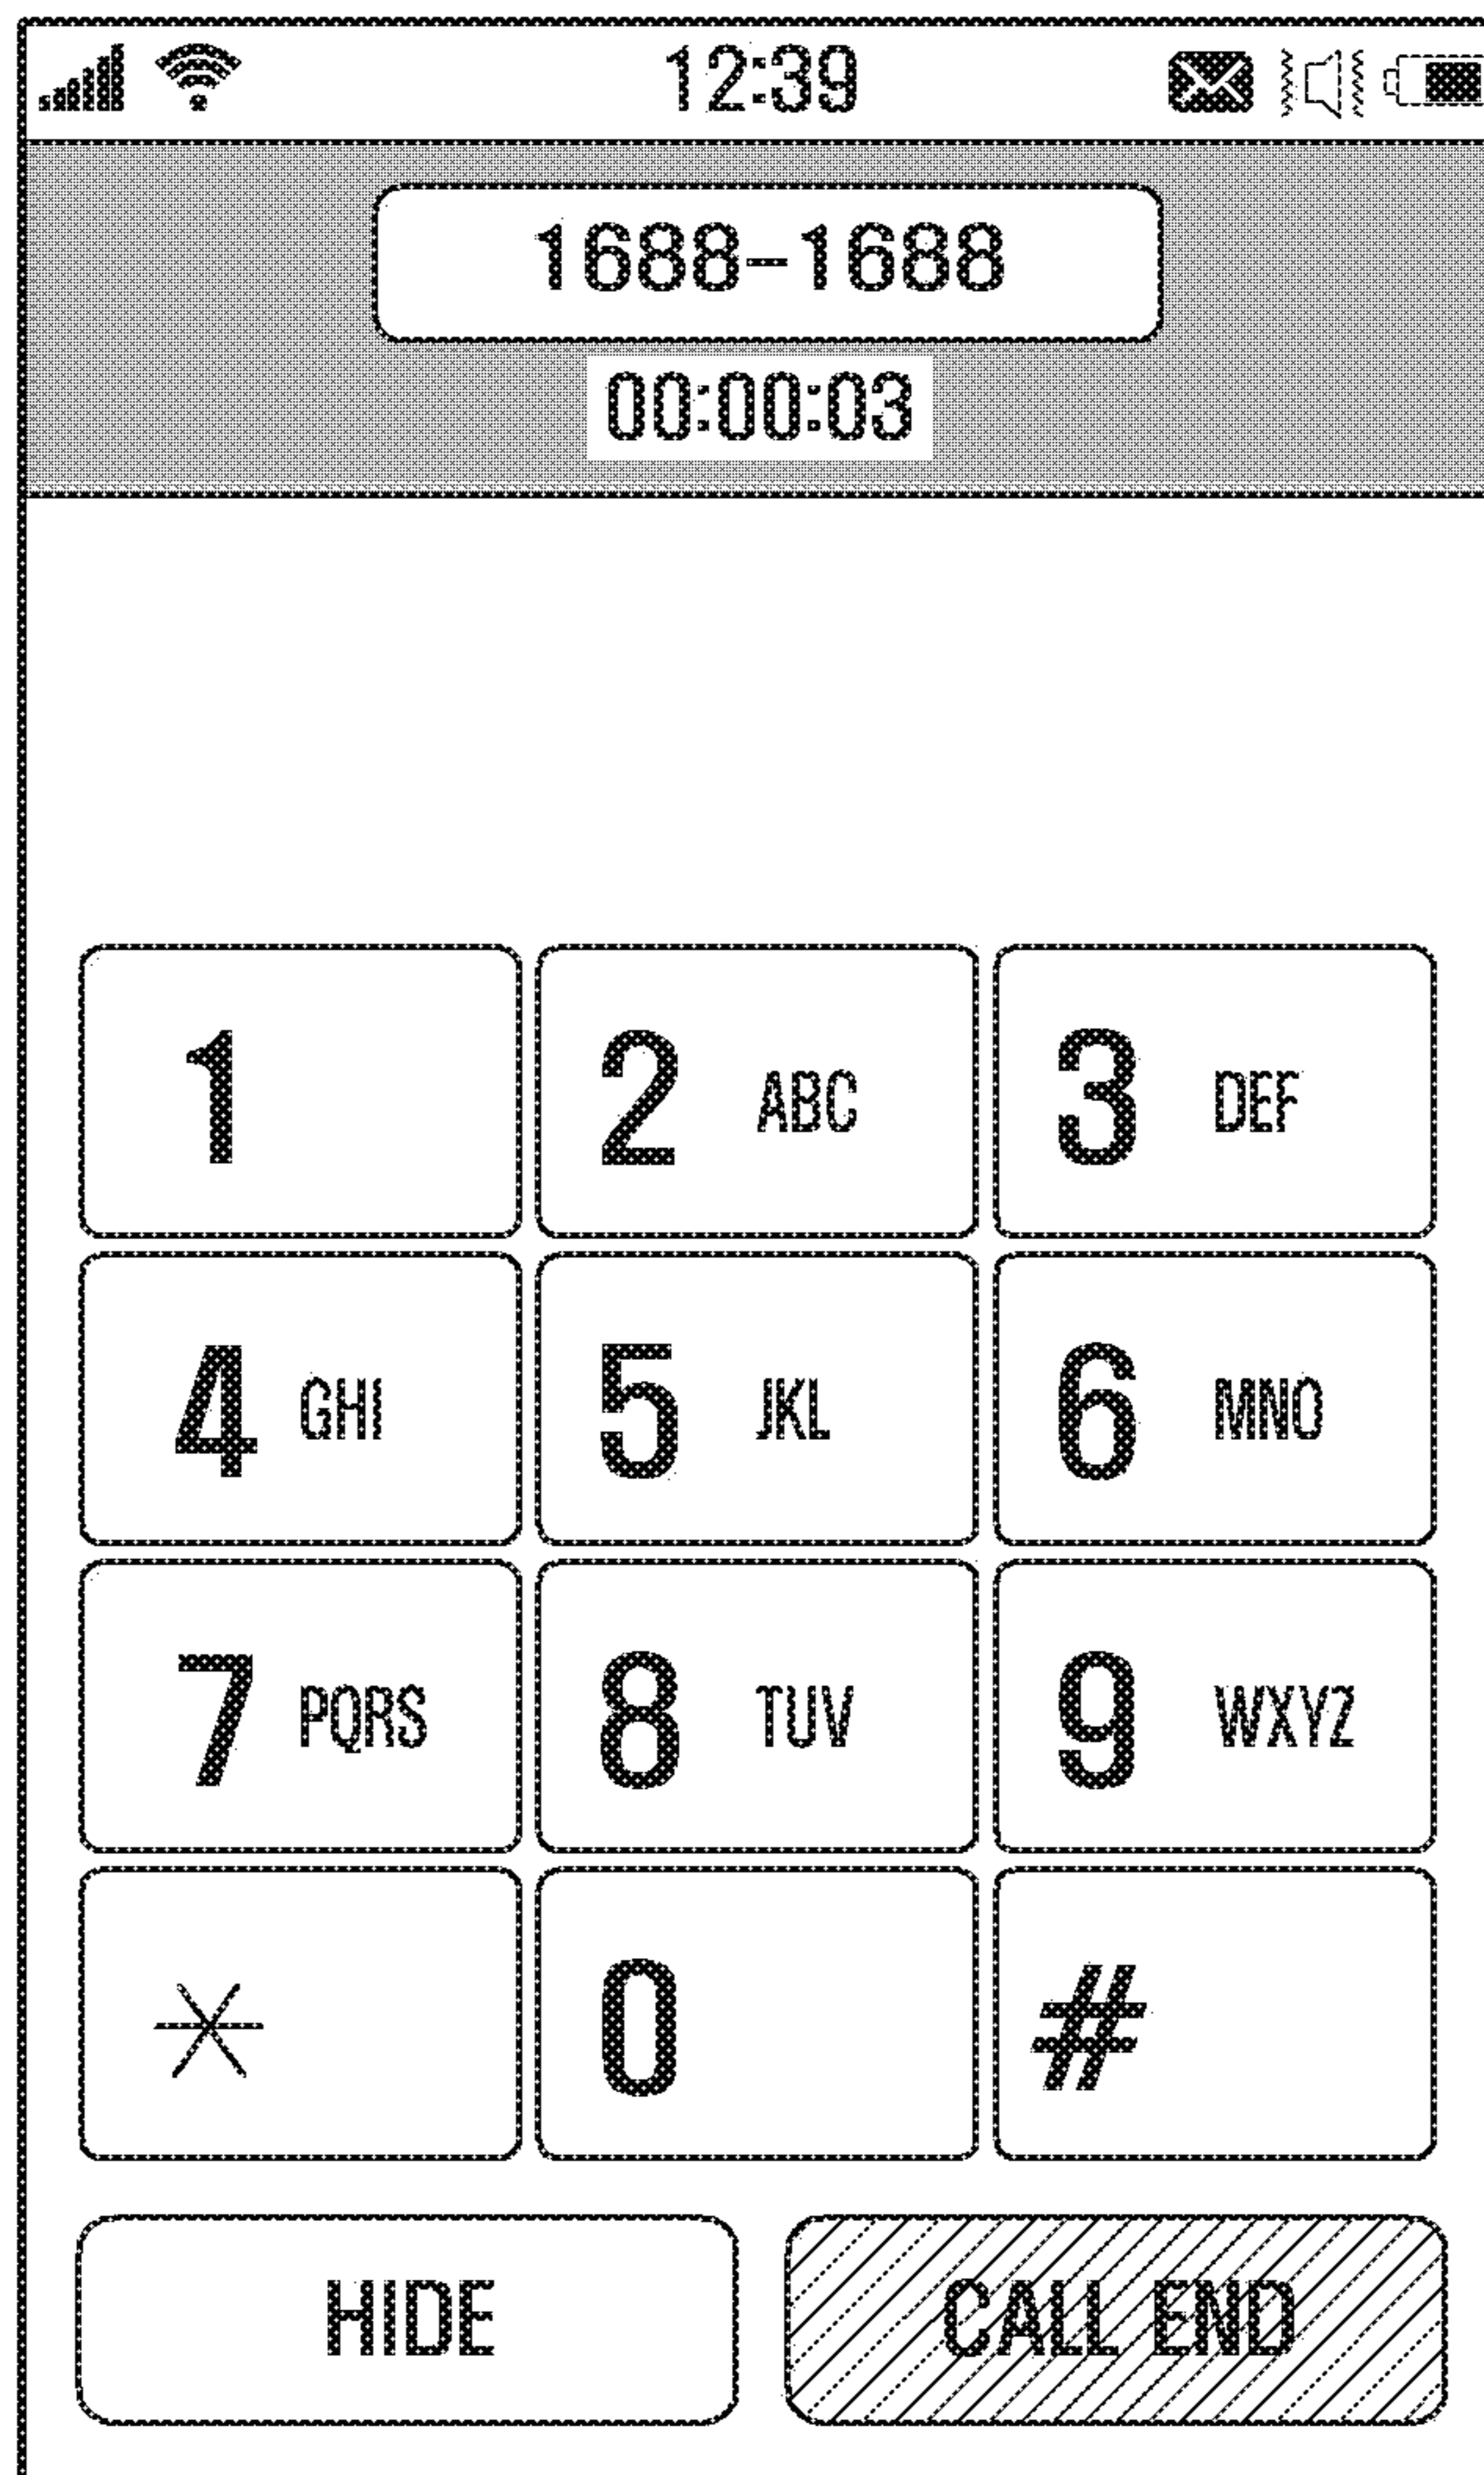 12:39
1688-1688
00:00:03
1
2 ABC
3 DEF
4 GHI
5 JKL
6 MNO
7 PQRS
8 TUV
9 WXYZ
*
0
#
HIDE
CALL END